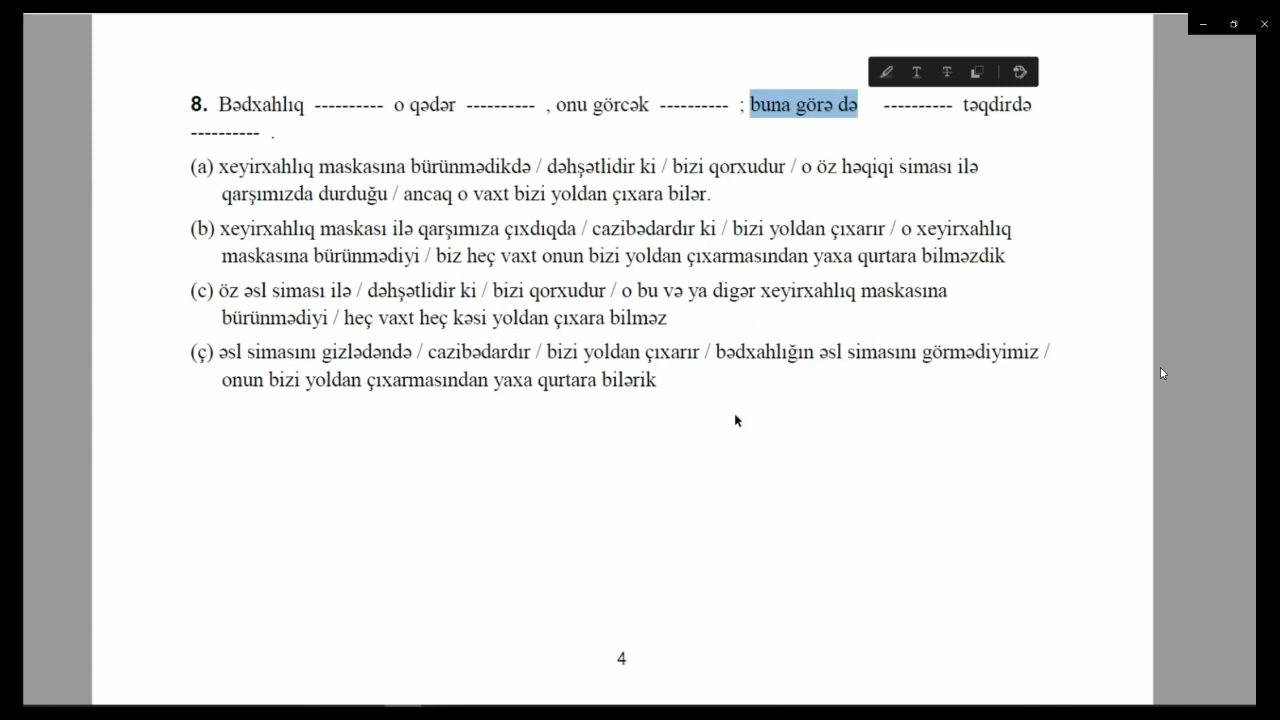 8. Bədxahlıq ---------- o qədər ---------- , onu görcək ---------- ; buna görə də ---------- təqdirdə
---------- .
(a) xeyirxahlıq maskasına bürünmədikdə / dəhşətlidir ki / bizi qorxudur / o öz həqiqi siması ilə
qarşımızda durduğu / ancaq o vaxt bizi yoldan çıxara bilər.
(b) xeyirxahlıq maskası ilə qarşımıza çıxdıqda / cazibədardır ki / bizi yoldan çıxarır / o xeyirxahlıq
maskasına bürünmədiyi / biz heç vaxt onun bizi yoldan çıxarmasından yaxa qurtara bilməzdik
(c) öz əsl siması ilə / dəhşətlidir ki / bizi qorxudur / o bu və ya digər xeyirxahlıq maskasına
bürünmədiyi / heç vaxt heç kəsi yoldan çıxara bilməz
(ç) əsl simasını gizlədəndə / cazibədardır / bizi yoldan çıxarır / bədxahlığın əsl simasını görmədiyimiz /
onun bizi yoldan çıxarmasından yaxa qurtara bilərik
4